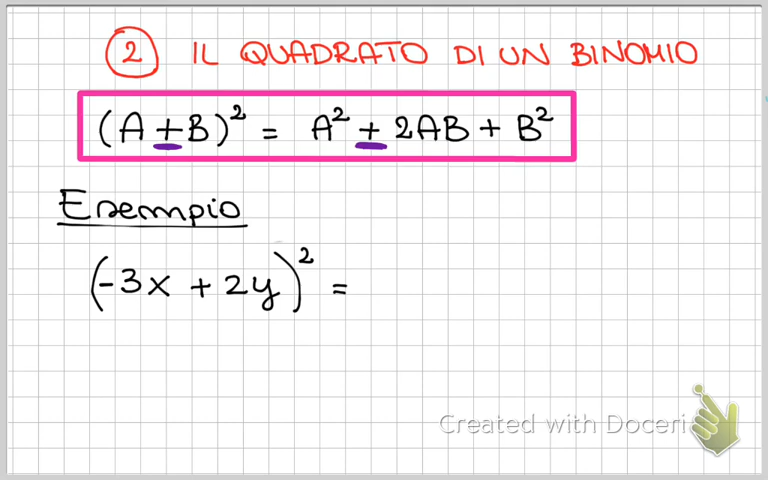 2 IL QUADRATO DI UN BINOMIO
(A ± B)² = A² ± 2AB + B²
Esempio
(-3x + 2y)² =
Created with Doceri